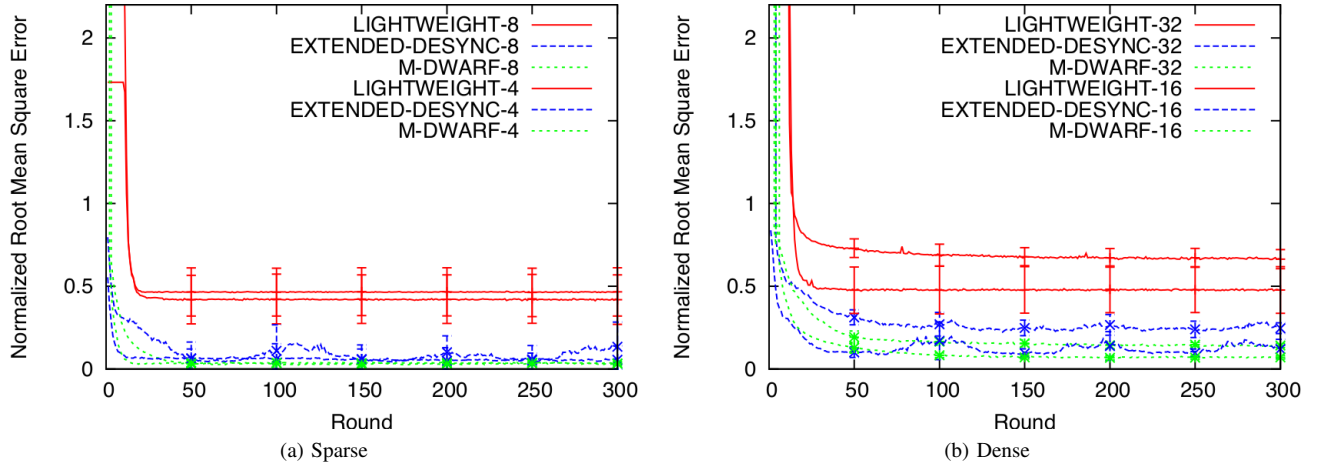 Normalized Root Mean Square Error
2
1.5
1
0.5
0
LIGHTWEIGHT-8
EXTENDED-DESYNC-8
M-DWARF-8
LIGHTWEIGHT-4
EXTENDED-DESYNC-4
M-DWARF-4
0 50 100 150 200 250 300
Round
(a) Sparse
Normalized Root Mean Square Error
2
1.5
1
0.5
0
LIGHTWEIGHT-32
EXTENDED-DESYNC-32
M-DWARF-32
LIGHTWEIGHT-16
EXTENDED-DESYNC-16
M-DWARF-16
0 50 100 150 200 250 300
Round
(b) Dense